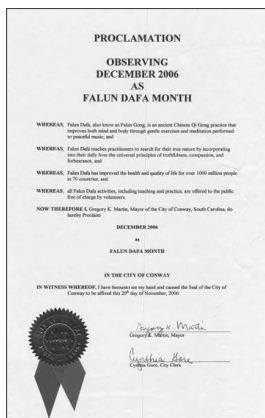 PROCLAMATION
OBSERVING
DECEMBER 2006
AS
FALUN DAFA MONTH
WHEREAS, Falun Dafa, also know as Falun Gong, is an ancient Chinese Qi Gong practice that
improves both mind and body through gentle exercises and meditation performed
to peaceful music; and
WHEREAS, Falun Dafa teaches practitioners to search for their true nature by incorporating
into their daily lives the universal principles of truthfulness, compassion, and
forbearance; and
WHEREAS, Falun Dafa has improved the health and quality of life for over 1000 million people
in 70 countries; and
WHEREAS, all Falun Dafa activities, including teaching and practice, are offered to the public
free of charge by volunteers.
NOW THEREFORE I, Gregory K. Martin, Mayor of the City of Conway, South Carolina, do
hereby Proclaim
DECEMBER 2006
as
FALUN DAFA MONTH
IN THE CITY OF CONWAY
IN WITNESS WHEREOF, I have hereunto set my hand and caused the Seal of the City of
Conway to be affixed this 20th day of November, 2006.
Gregory K. Martin
Gregory K. Martin, Mayor
Cynthia Gore
Cynthia Gore, City Clerk